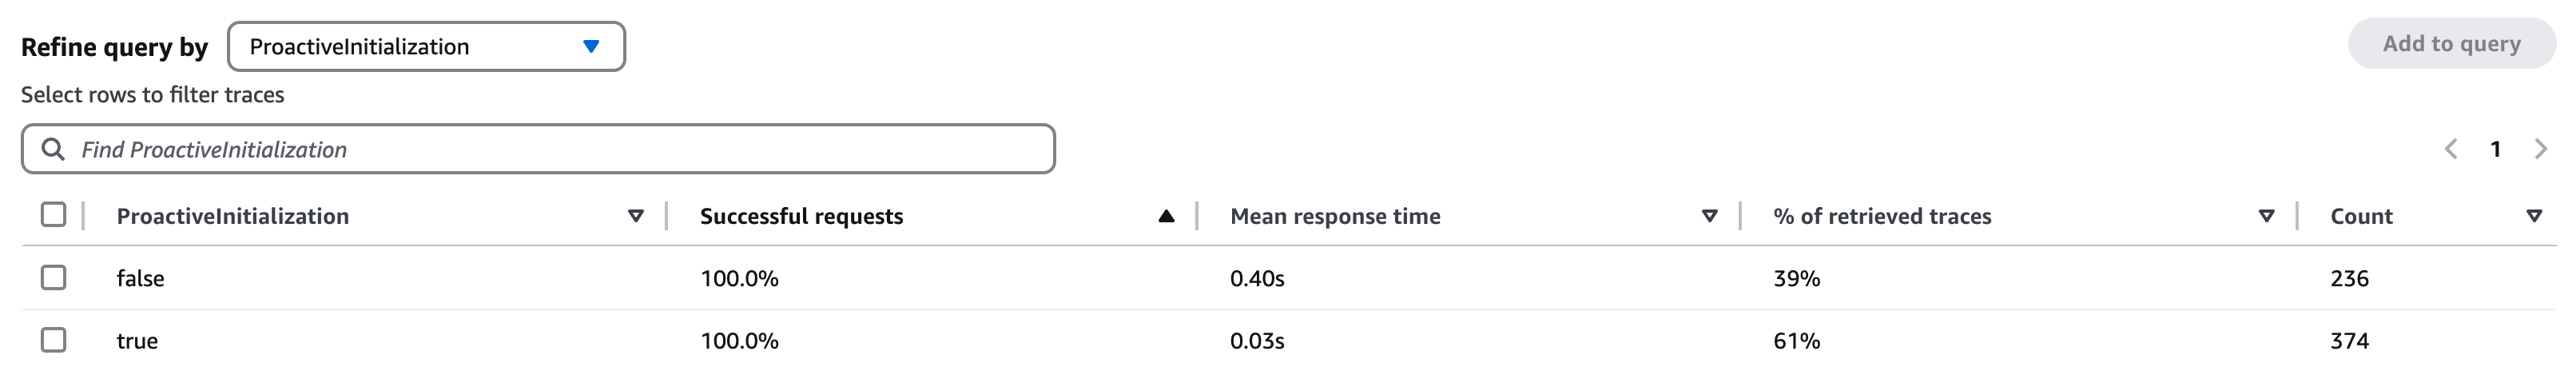 Refine query by ProactiveInitialization Add to query
Select rows to filter traces
Find ProactiveInitialization 1
ProactiveInitialization Successful requests Mean response time % of retrieved traces Count
false 100.0% 0.40s 39% 236
true 100.0% 0.03s 61% 374